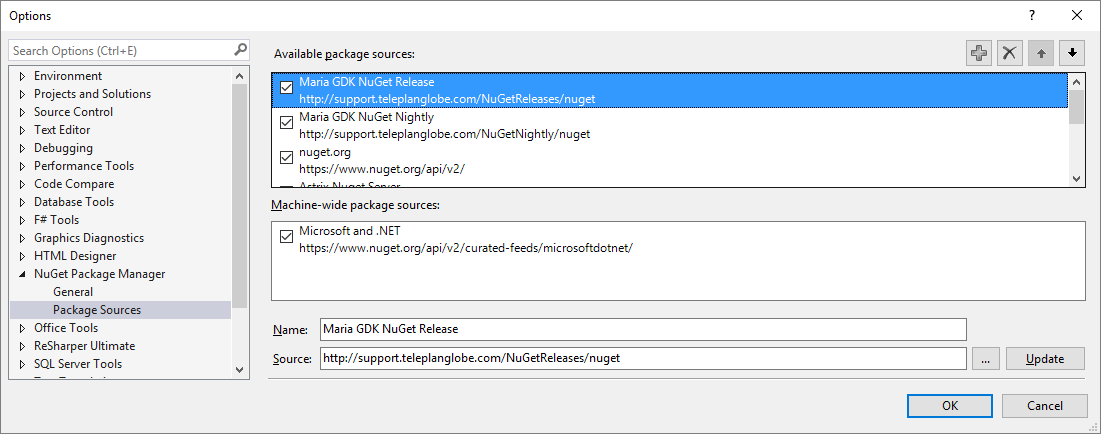 Options
?
Search Options (Ctrl+E)
Environment
Projects and Solutions
Source Control
Text Editor
Debugging
Performance Tools
Code Compare
Database Tools
F# Tools
Graphics Diagnostics
HTML Designer
NuGet Package Manager
General
Package Sources
Office Tools
ReSharper Ultimate
SQL Server Tools
Available package sources:
Maria GDK NuGet Release
http://support.teleplanglobe.com/NuGetReleases/nuget
Maria GDK NuGet Nightly
http://support.teleplanglobe.com/NuGetNightly/nuget
nuget.org
https://www.nuget.org/api/v2/
Astrix Nuget Server
Machine-wide package sources:
Microsoft and .NET
https://www.nuget.org/api/v2/curated-feeds/microsoftdotnet/
Name: Maria GDK NuGet Release
Source: http://support.teleplanglobe.com/NuGetReleases/nuget
... Update
OK Cancel